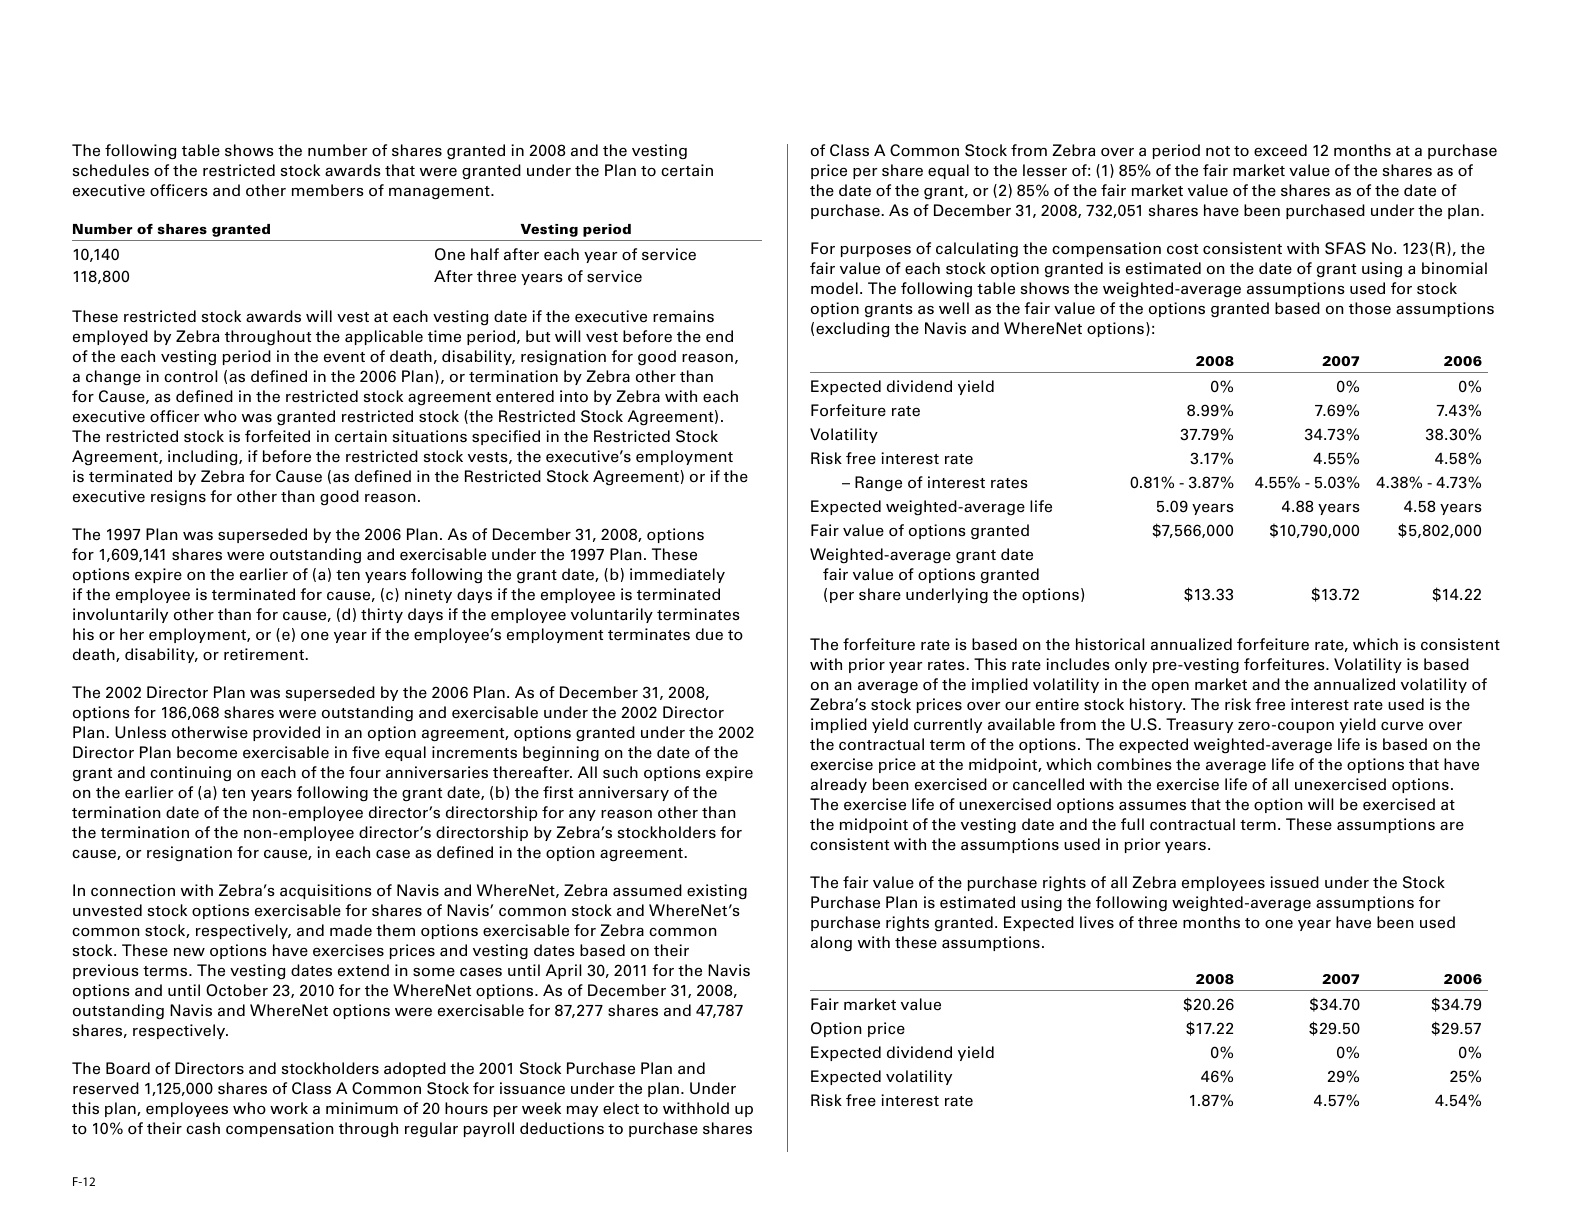 The following table shows the number of shares granted in 2008 and the vesting
schedules of the restricted stock awards that were granted under the Plan to certain
executive officers and other members of management.
Number of shares granted Vesting period
10,140 One half after each year of service
118,800 After three years of service
These restricted stock awards will vest at each vesting date if the executive remains
employed by Zebra throughout the applicable time period, but will vest before the end
of the each vesting period in the event of death, disability, resignation for good reason,
a change in control (as defined in the 2006 Plan), or termination by Zebra other than
for Cause, as defined in the restricted stock agreement entered into by Zebra with each
executive officer who was granted restricted stock (the Restricted Stock Agreement).
The restricted stock is forfeited in certain situations specified in the Restricted Stock
Agreement, including, if before the restricted stock vests, the executive's employment
is terminated by Zebra for Cause (as defined in the Restricted Stock Agreement) or if the
executive resigns for other than good reason.
The 1997 Plan was superseded by the 2006 Plan. As of December 31, 2008, options
for 1,609,141 shares were outstanding and exercisable under the 1997 Plan. These
options expire on the earlier of (a) ten years following the grant date, (b) immediately
if the employee is terminated for cause, (c) ninety days if the employee is terminated
involuntarily other than for cause, (d) thirty days if the employee voluntarily terminates
his or her employment, or (e) one year if the employee's employment terminates due to
death, disability, or retirement.
The 2002 Director Plan was superseded by the 2006 Plan. As of December 31, 2008,
options for 186,068 shares were outstanding and exercisable under the 2002 Director
Plan. Unless otherwise provided in an option agreement, options granted under the 2002
Director Plan become exercisable in five equal increments beginning on the date of the
grant and continuing on each of the four anniversaries thereafter. All such options expire
on the earlier of (a) ten years following the grant date, (b) the first anniversary of the
termination date of the non-employee director's directorship for any reason other than
the termination of the non-employee director's directorship by Zebra's stockholders for
cause, or resignation for cause, in each case as defined in the option agreement.
In connection with Zebra's acquisitions of Navis and WhereNet, Zebra assumed existing
unvested stock options exercisable for shares of Navis' common stock and WhereNet's
common stock, respectively, and made them options exercisable for Zebra common
stock. These new options have exercises prices and vesting dates based on their
previous terms. The vesting dates extend in some cases until April 30, 2011 for the Navis
options and until October 23, 2010 for the WhereNet options. As of December 31, 2008,
outstanding Navis and WhereNet options were exercisable for 87,277 shares and 47,787
shares, respectively.
The Board of Directors and stockholders adopted the 2001 Stock Purchase Plan and
reserved 1,125,000 shares of Class A Common Stock for issuance under the plan. Under
this plan, employees who work a minimum of 20 hours per week may elect to withhold up
to 10% of their cash compensation through regular payroll deductions to purchase shares
of Class A Common Stock from Zebra over a period not to exceed 12 months at a purchase
price per share equal to the lesser of: (1) 85% of the fair market value of the shares as of
the date of the grant, or (2) 85% of the fair market value of the shares as of the date of
purchase. As of December 31, 2008, 732,051 shares have been purchased under the plan.
For purposes of calculating the compensation cost consistent with SFAS No. 123(R), the
fair value of each stock option granted is estimated on the date of grant using a binomial
model. The following table shows the weighted-average assumptions used for stock
option grants as well as the fair value of the options granted based on those assumptions
(excluding the Navis and WhereNet options):
2008 2007 2006
Expected dividend yield 0% 0% 0%
Forfeiture rate 8.99% 7.69% 7.43%
Volatility 37.79% 34.73% 38.30%
Risk free interest rate 3.17% 4.55% 4.58%
– Range of interest rates 0.81% - 3.87% 4.55% - 5.03% 4.38% - 4.73%
Expected weighted-average life 5.09 years 4.88 years 4.58 years
Fair value of options granted $7,566,000 $10,790,000 $5,802,000
Weighted-average grant date
fair value of options granted
(per share underlying the options) $13.33 $13.72 $14.22
The forfeiture rate is based on the historical annualized forfeiture rate, which is consistent
with prior year rates. This rate includes only pre-vesting forfeitures. Volatility is based
on an average of the implied volatility in the open market and the annualized volatility of
Zebra's stock prices over our entire stock history. The risk free interest rate used is the
implied yield currently available from the U.S. Treasury zero-coupon yield curve over
the contractual term of the options. The expected weighted-average life is based on the
exercise price at the midpoint, which combines the average life of the options that have
already been exercised or cancelled with the exercise life of all unexercised options.
The exercise life of unexercised options assumes that the option will be exercised at
the midpoint of the vesting date and the full contractual term. These assumptions are
consistent with the assumptions used in prior years.
The fair value of the purchase rights of all Zebra employees issued under the Stock
Purchase Plan is estimated using the following weighted-average assumptions for
purchase rights granted. Expected lives of three months to one year have been used
along with these assumptions.
2008 2007 2006
Fair market value $20.26 $34.70 $34.79
Option price $17.22 $29.50 $29.57
Expected dividend yield 0% 0% 0%
Expected volatility 46% 29% 25%
Risk free interest rate 1.87% 4.57% 4.54%
F-12